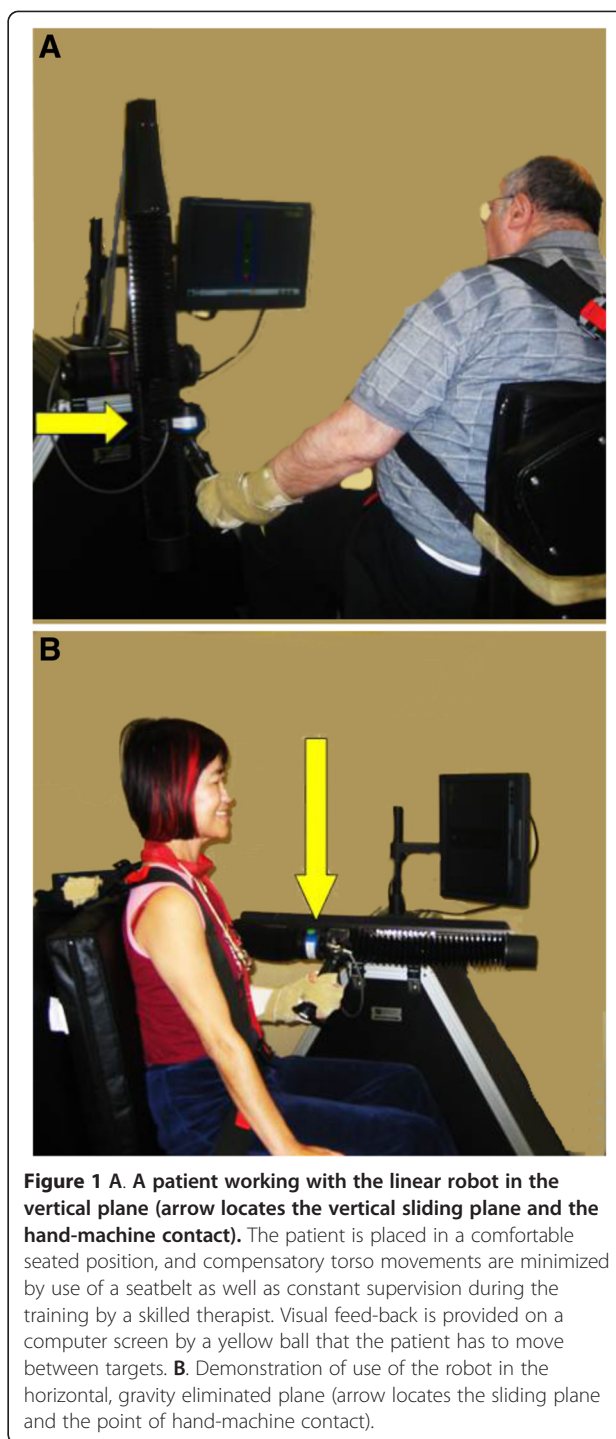 A
B
Figure 1 A. A patient working with the linear robot in the
vertical plane (arrow locates the vertical sliding plane and the
hand-machine contact). The patient is placed in a comfortable
seated position, and compensatory torso movements are minimized
by use of a seatbelt as well as constant supervision during the
training by a skilled therapist. Visual feed-back is provided on a
computer screen by a yellow ball that the patient has to move
between targets. B. Demonstration of use of the robot in the
horizontal, gravity eliminated plane (arrow locates the sliding plane
and the point of hand-machine contact).